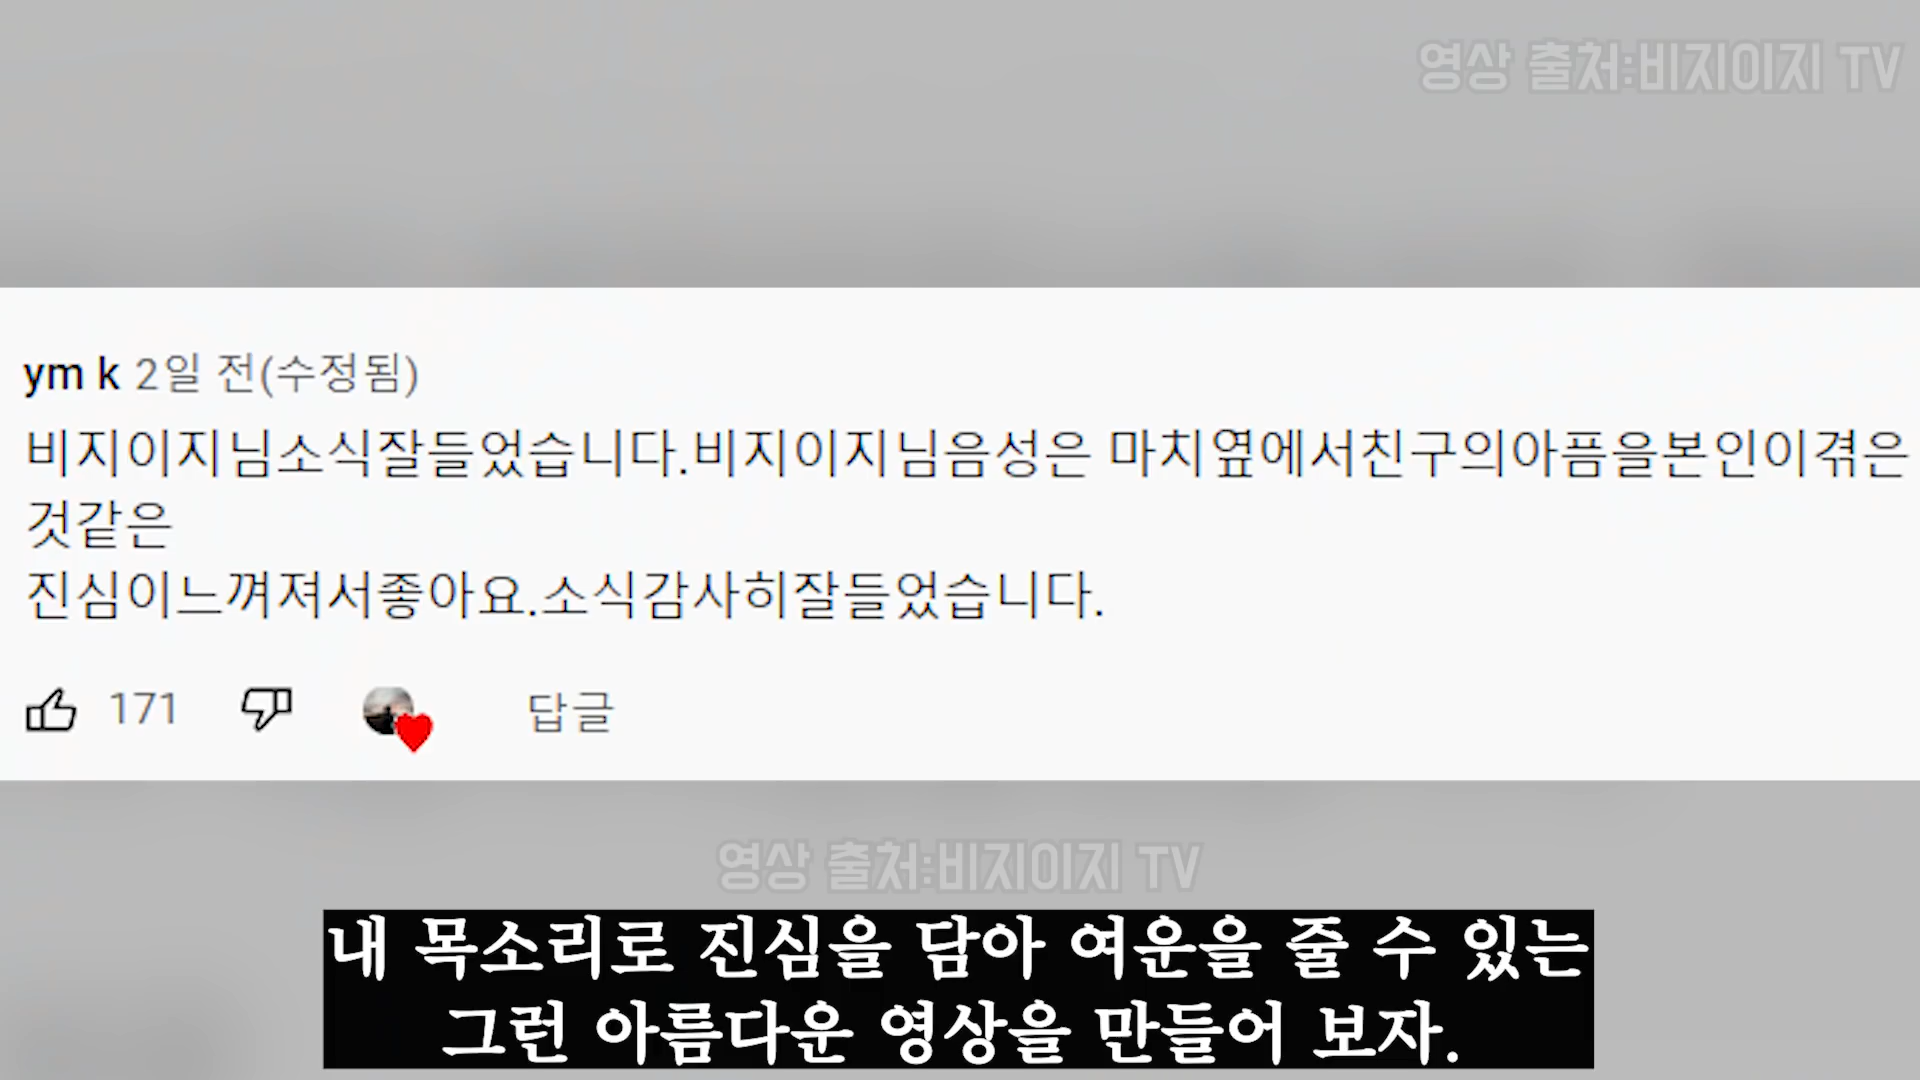 영상 출처:비지이지 TV
ym k 2일 전(수정됨)
비지이지님소식잘들었습니다.비지이지님음성은 마치옆에서친구의아픔을본인이겪은
것같은
진심이느껴져서좋아요.소식감사히잘들었습니다.
171 답글
영상 출처:비지이지 TV
내 목소리로 진심을 담아 여운을 줄 수 있는
그런 아름다운 영상을 만들어 보자.